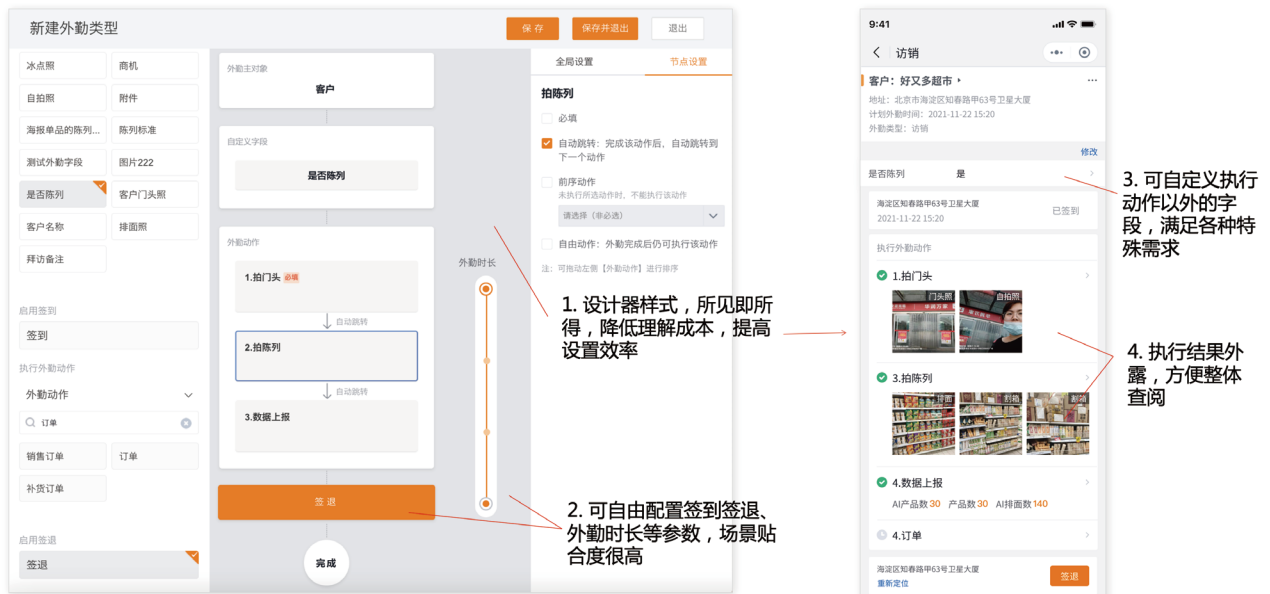 新建外勤类型
保 存
保存并退出
退出
冰点照
商机
自拍照
附件
海报单品的陈列...
陈列标准
测试外勤字段
图片222
是否陈列
客户门头照
客户名称
排面照
拜访备注
启用签到
签到
执行外勤动作
外勤动作
订单
销售订单
订单
补货订单
启用签退
签退
外勤主对象
客户
自定义字段
是否陈列
外勤动作
1.拍门头 必填
自动跳转
2.拍陈列
自动跳转
3.数据上报
签 退
完成
外勤时长
全局设置
节点设置
拍陈列
必填
自动跳转：完成该动作后，自动跳转到
下一个动作
前序动作
未执行所选动作时，不能执行该动作
请选择（非必选）
自由动作：外勤完成后仍可执行该动作
注：可拖动左侧【外勤动作】进行排序
1. 设计器样式，所见即所
得，降低理解成本，提高
设置效率
2. 可自由配置签到签退、
外勤时长等参数，场景贴
合度很高
9:41
访销
客户：好又多超市
地址：北京市海淀区知春路甲63号卫星大厦
计划外勤时间：2021-11-22 15:20
外勤类型：访销
修改
是否陈列
是
海淀区知春路甲63号卫星大厦
2021-11-22 15:20
已签到
执行外勤动作
1.拍门头
门头照
自拍照
3.拍陈列
排面
割箱
割箱
4.数据上报
AI产品数 30 产品数 30 AI排面数 140
4.订单
海淀区知春路甲63号卫星大厦
重新定位
签退
3. 可自定义执行
动作以外的字
段，满足各种特
殊需求
4. 执行结果外
露，方便整体
查阅